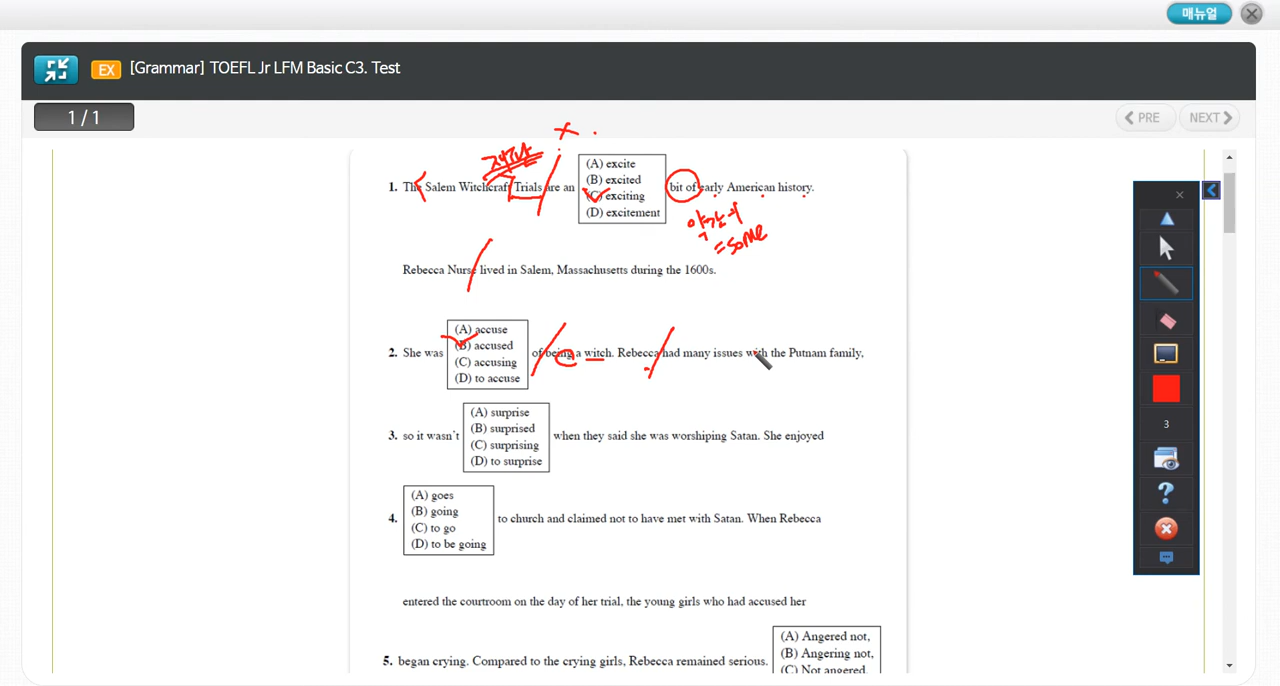 매뉴얼
EX [Grammar] TOEFL Jr LFM Basic C3. Test
1 / 1
PRE
NEXT
(A) excite
(B) excited
1. The Salem Witchcraft Trials are an
(C) exciting
bit of early American history.
(D) excitement
약간의
= some
Rebecca Nurse lived in Salem, Massachusetts during the 1600s.
(A) accuse
(B) accused
2. She was
of being a witch. Rebecca had many issues with the Putnam family,
(C) accusing
(D) to accuse
(A) surprise
(B) surprised
3. so it wasn't
when they said she was worshiping Satan. She enjoyed
(C) surprising
(D) to surprise
3
(A) goes
(B) going
4.
to church and claimed not to have met with Satan. When Rebecca
(C) to go
(D) to be going
entered the courtroom on the day of her trial, the young girls who had accused her
(A) Angered not,
(B) Angering not,
5. began crying. Compared to the crying girls, Rebecca remained serious.
(C) Not angered,